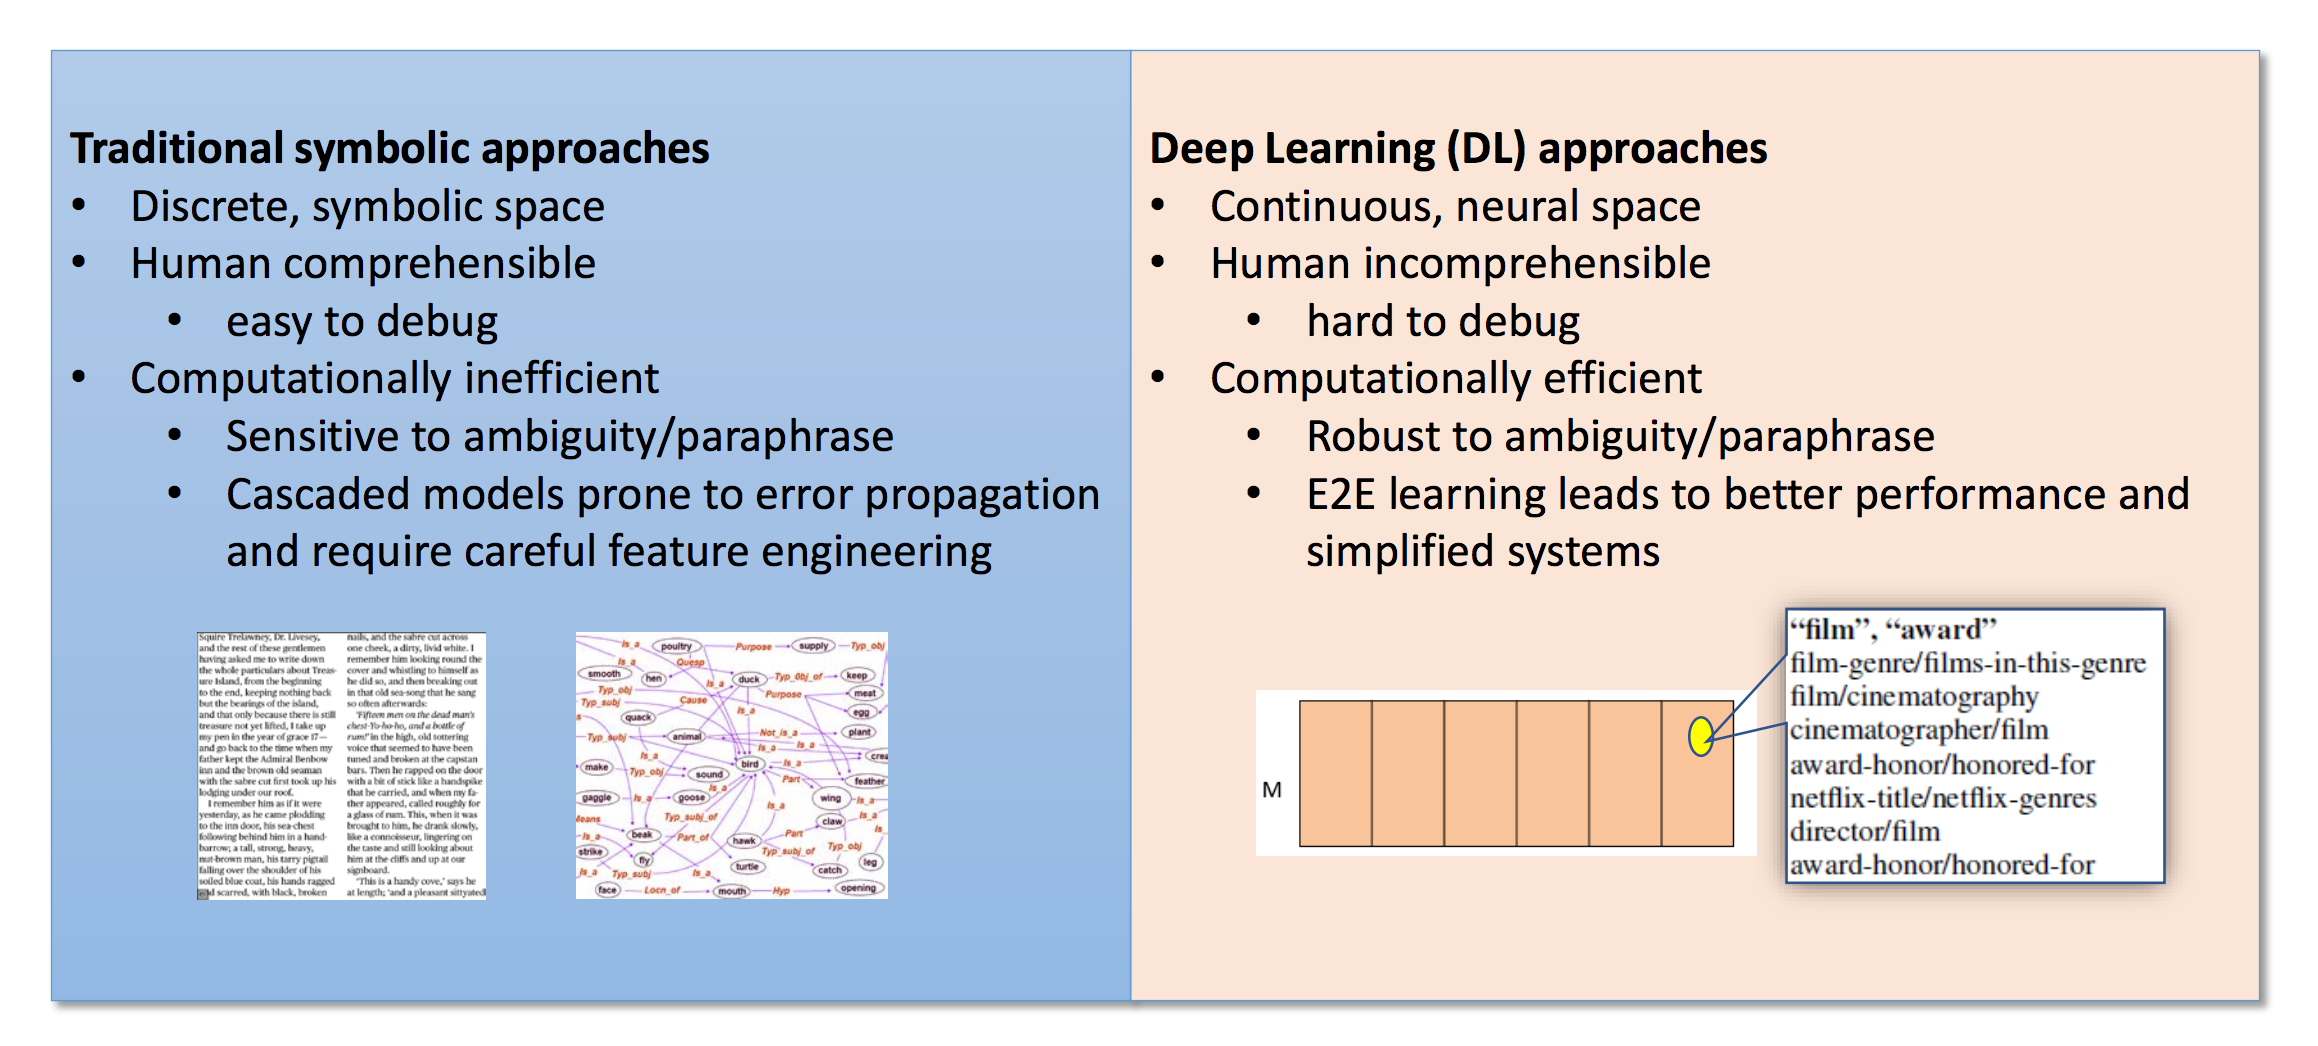 Traditional symbolic approaches
• Discrete, symbolic space
• Human comprehensible
• easy to debug
• Computationally inefficient
• Sensitive to ambiguity/paraphrase
• Cascaded models prone to error propagation
and require careful feature engineering
Squire Trelawney, Dr. Livesey,
and the rest of these gentlemen
having asked me to write down
the whole particulars about Treas-
ure Island, from the beginning
to the end, keeping nothing back
but the bearings of the island,
and that only because there is still
treasure not yet lifted, I take up
my pen in the year of grace 17—
and go back to the time when my
father kept the Admiral Benbow
inn and the brown old seaman
with the sabre cut first took up his
lodging under our roof.
I remember him as if it were
yesterday, as he came plodding
to the inn door, his sea-chest
following behind him in a hand-
barrow; a tall, strong, heavy,
nut-brown man, his tarry pigtail
falling over the shoulder of his
soiled blue coat, his hands ragged
and scarred, with black, broken
nails, and the sabre cut across
one cheek, a dirty, livid white. I
remember him looking round the
cover and whistling to himself as
he did so, and then breaking out
in that old sea-song that he sang
so often afterwards:
"Fifteen men on the dead man's
chest-Yo-ho-ho, and a bottle of
rum!" in the high, old tottering
voice that seemed to have been
tuned and broken at the capstan
bars. Then he rapped on the door
with a bit of stick like a handspike
that he carried, and when my fa-
ther appeared, called roughly for
a glass of rum. This, when it was
brought to him, he drank slowly,
like a connoisseur, lingering on
the taste and still looking about
him at the cliffs and up at our
signboard.
"This is a handy cove," says he
at length; "and a pleasant sittyated
Is_a poultry Purpose supply Typ_obj
Is_a Quesp
smooth hen Is_a duck Typ_Obj_of keep
Typ_obj Purpose meat
Typ_subj Cause egg
quack Is_a
Typ_subj animal Not_is_a plant
Is_a Is_a
Is_a bird Is_a
make Typ_obj sound Part feather
Is_a
gaggle Is_a goose wing Is_a
Typ_subj_of Is_a claw Is_a
Is_a beak Part_of hawk Part Is_a
strike fly Typ_subj_of Typ_obj
Is_a Typ_subj Is_a turtle catch leg
face Locn_of mouth Hyp opening
Deep Learning (DL) approaches
• Continuous, neural space
• Human incomprehensible
• hard to debug
• Computationally efficient
• Robust to ambiguity/paraphrase
• E2E learning leads to better performance and
simplified systems
M
“film”, “award”
film-genre/films-in-this-genre
film/cinematography
cinematographer/film
award-honor/honored-for
netflix-title/netflix-genres
director/film
award-honor/honored-for